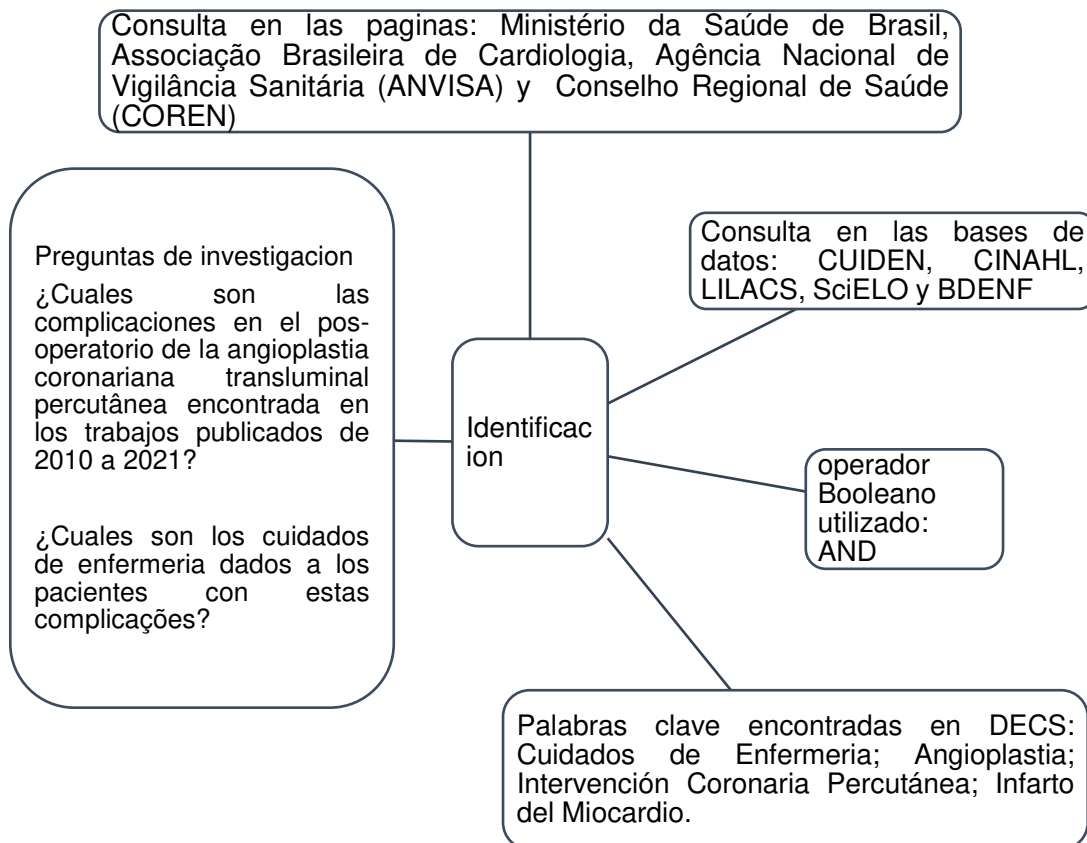 Consulta en las paginas: Ministério da Saúde de Brasil,
Associação Brasileira de Cardiologia, Agência Nacional de
Vigilância Sanitária (ANVISA) y Conselho Regional de Saúde
(COREN)
Preguntas de investigacion
¿Cuales son las
complicaciones en el pos-
operatorio de la angioplastia
coronariana transluminal
percutânea encontrada en
los trabajos publicados de
2010 a 2021?
¿Cuales son los cuidados
de enfermeria dados a los
pacientes con estas
complicações?
Identificac
ion
Consulta en las bases de
datos: CUIDEN, CINAHL,
LILACS, SciELO y BDENF
operador
Booleano
utilizado:
AND
Palabras clave encontradas en DECS:
Cuidados de Enfermeria; Angioplastia;
Intervención Coronaria Percutánea; Infarto
del Miocardio.